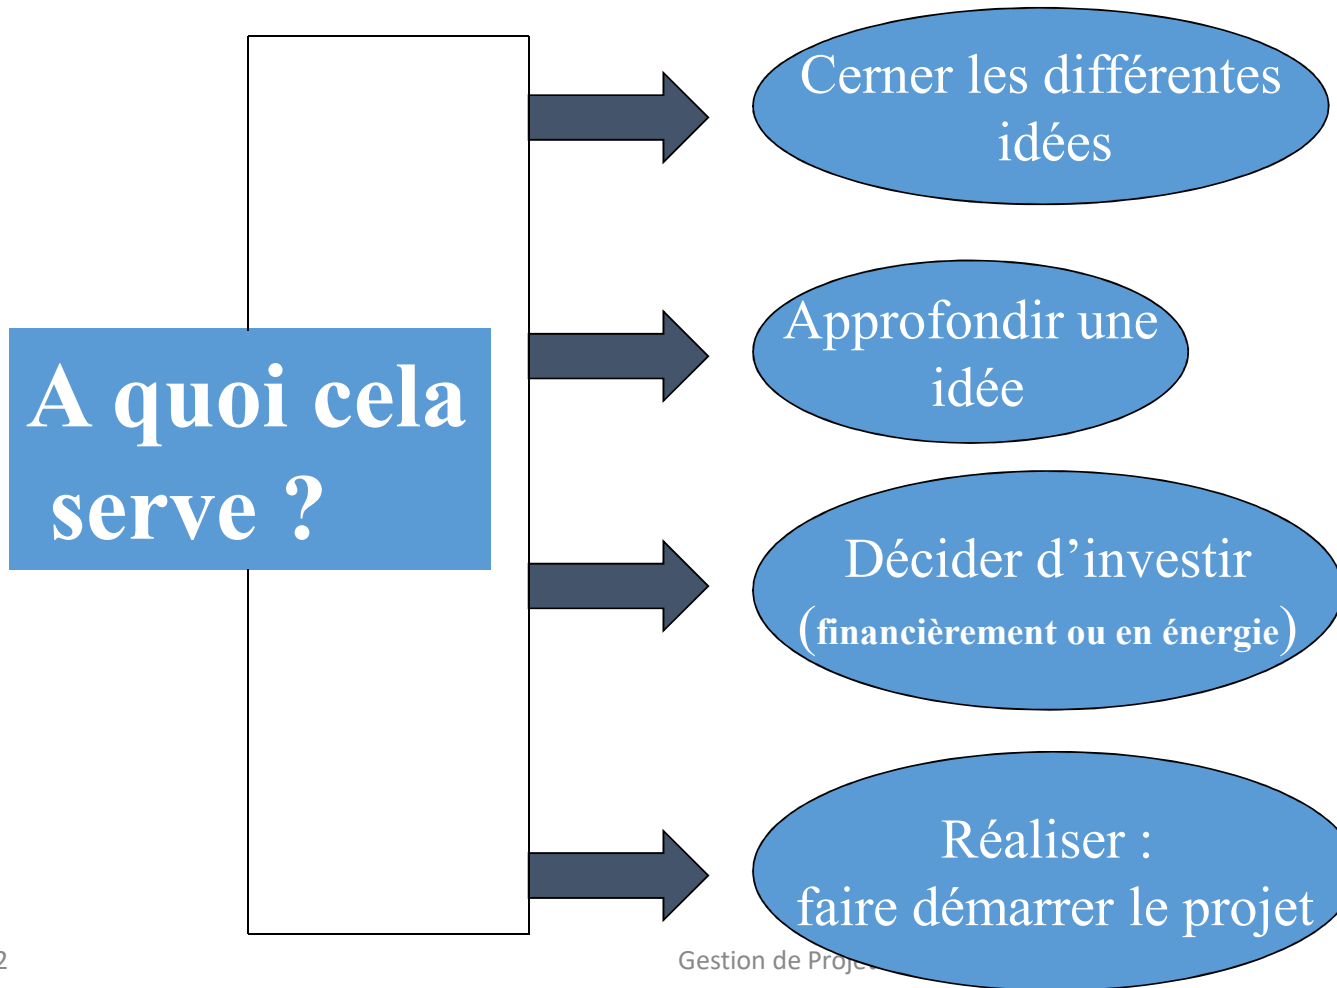 Cerner les différentes
idées
Approfondir une
idée
A quoi cela
serve ?
Décider d’investir
(financièrement ou en énergie)
Réaliser :
faire démarrer le projet
2
Gestion de